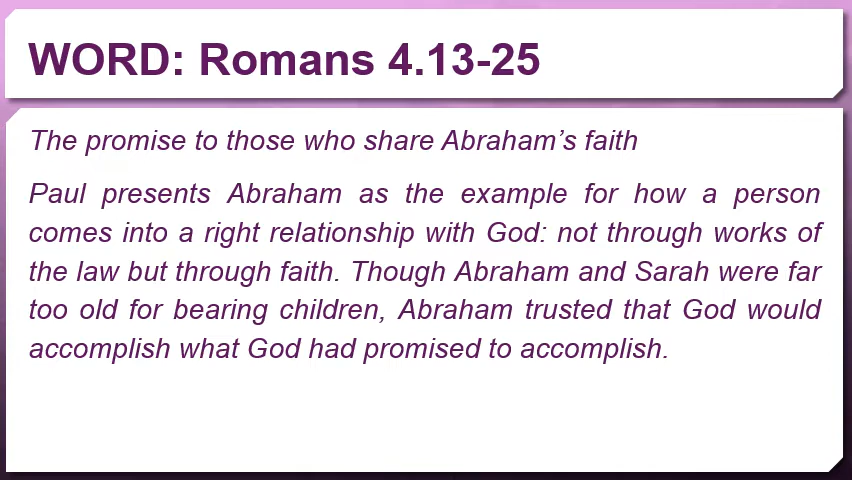 WORD: Romans 4.13-25
The promise to those who share Abraham’s faith
Paul presents Abraham as the example for how a person
comes into a right relationship with God: not through works of
the law but through faith. Though Abraham and Sarah were far
too old for bearing children, Abraham trusted that God would
accomplish what God had promised to accomplish.